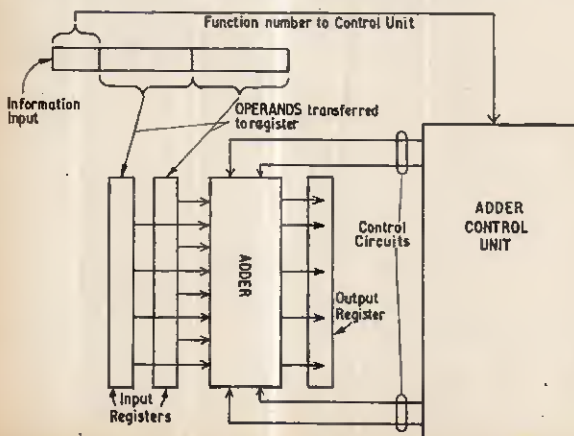 Function number to Control Unit
Information
Input
OPERANDS transferred
to register
ADDER
CONTROL
UNIT
Control
Circuits
ADDER
Output
Register
Input
Registers